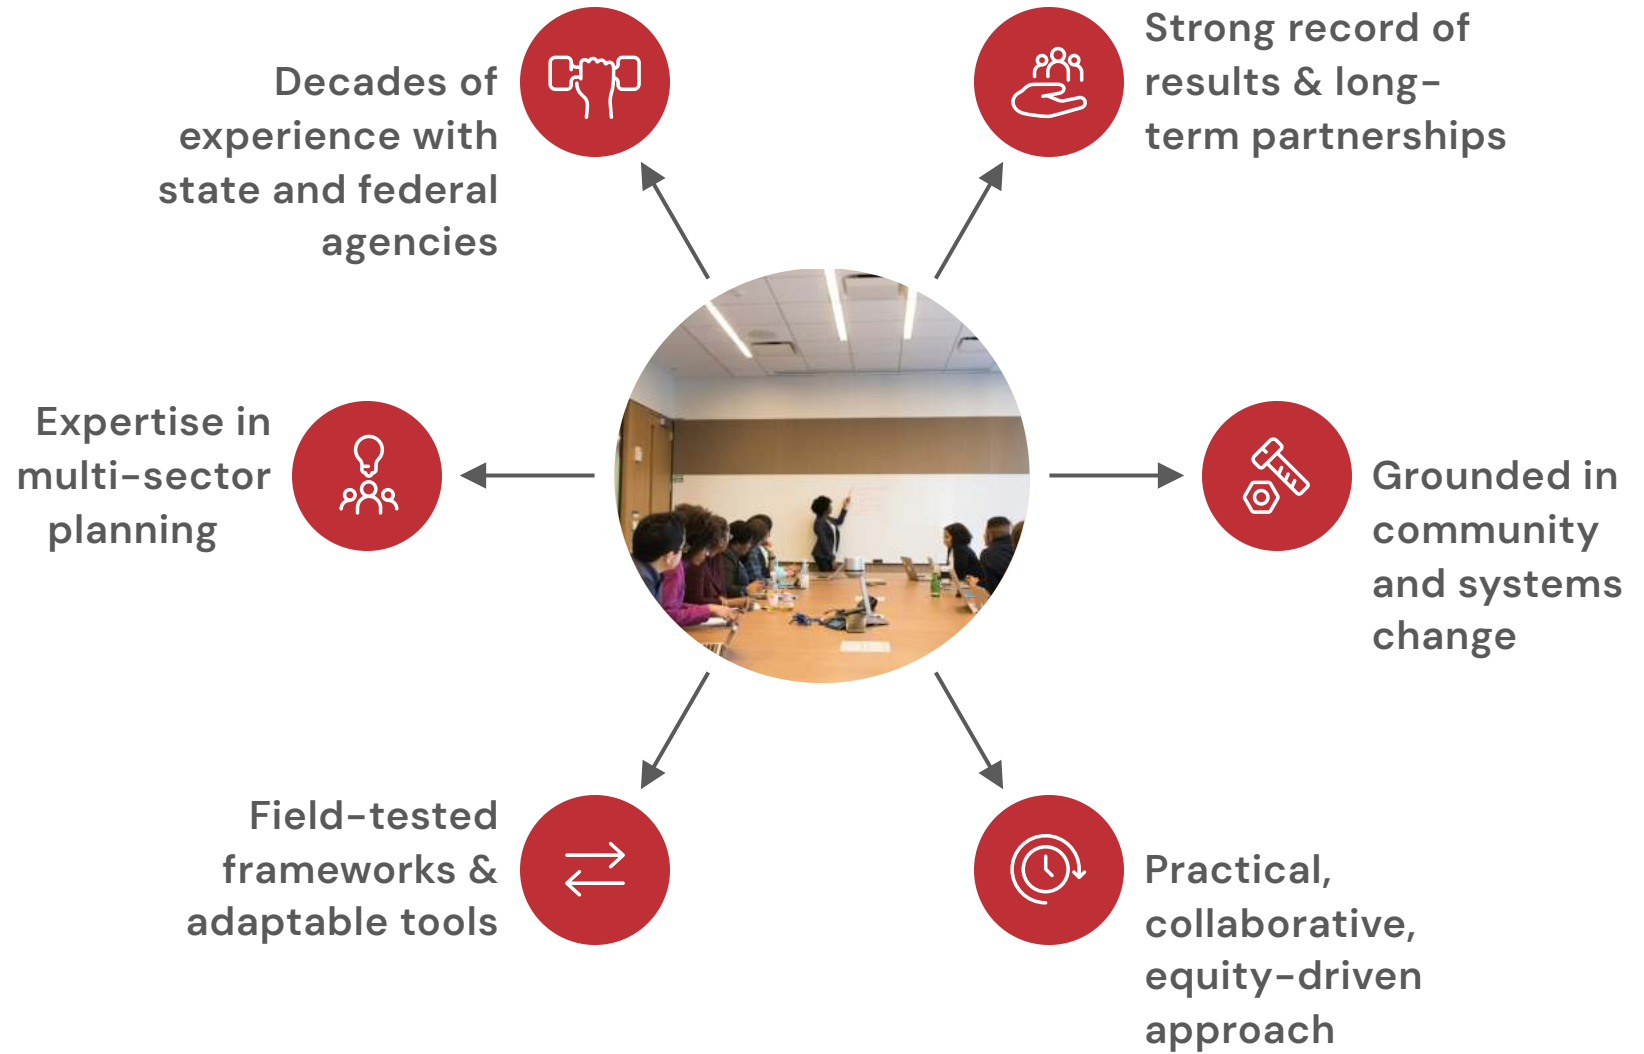 Decades of
experience with
state and federal
agencies
Strong record of
results & long-
term partnerships
Expertise in
multi-sector
planning
Grounded in
community
and systems
change
Field-tested
frameworks &
adaptable tools
Practical,
collaborative,
equity-driven
approach